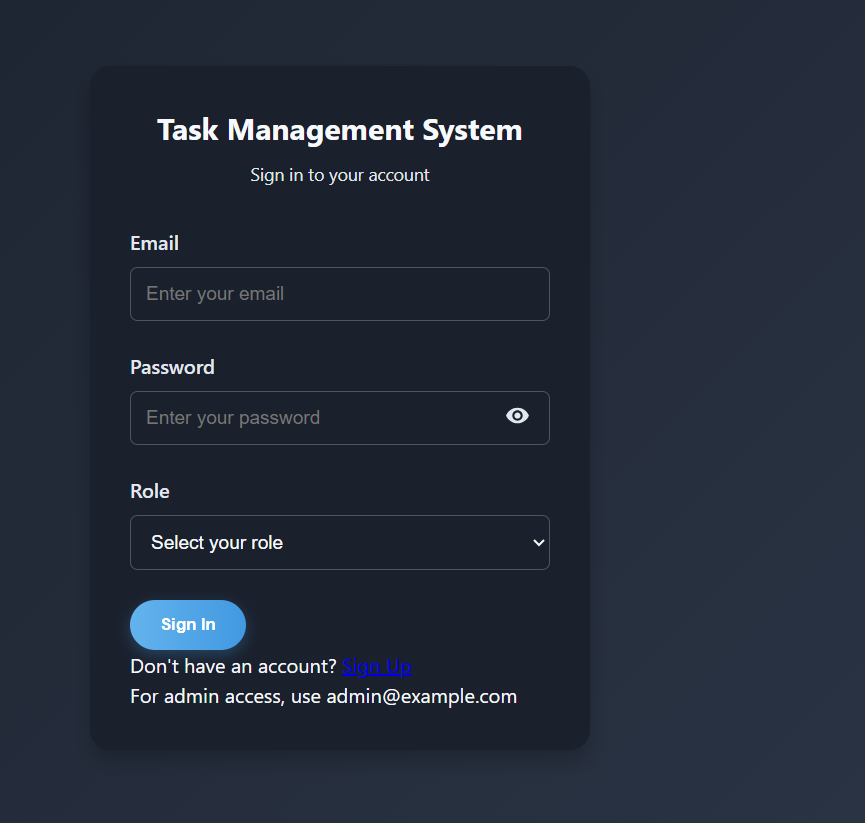 Task Management System
Sign in to your account
Email
Enter your email
Password
Enter your password
Role
Select your role
Sign In
Don't have an account? Sign Up
For admin access, use admin@example.com